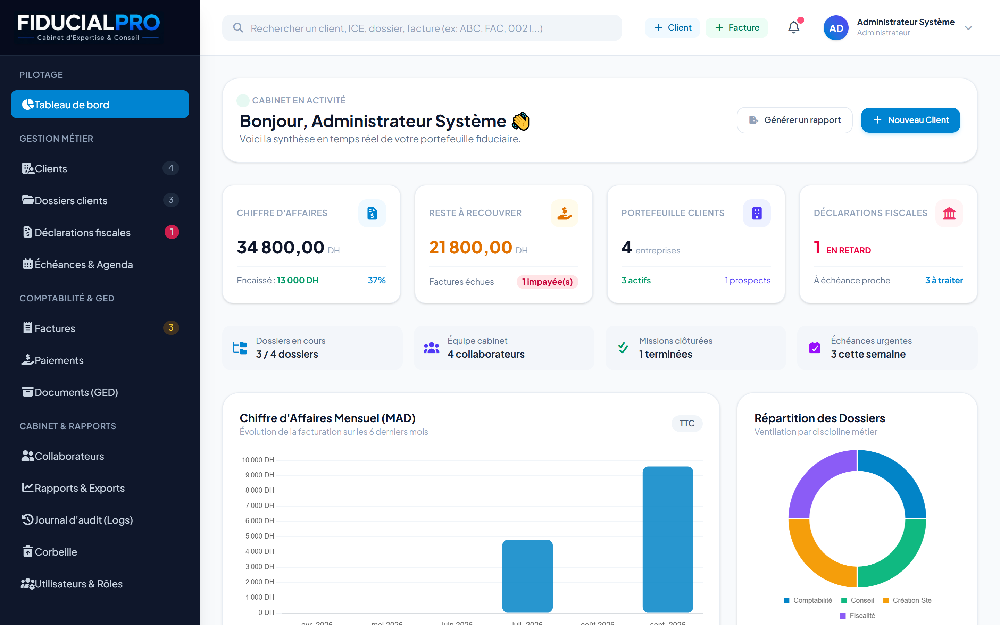 FIDUCIALPRO
Cabinet d'Expertise & Conseil
PILOTAGE
Tableau de bord
GESTION MÉTIER
Clients 4
Dossiers clients 3
Déclarations fiscales 1
Échéances & Agenda
COMPTABILITÉ & GED
Factures 3
Paiements
Documents (GED)
CABINET & RAPPORTS
Collaborateurs
Rapports & Exports
Journal d'audit (Logs)
Corbeille
Utilisateurs & Rôles
Rechercher un client, ICE, dossier, facture (ex: ABC, FAC, 0021...)
+ Client
+ Facture
AD
Administrateur Système
Administrateur
CABINET EN ACTIVITÉ
Bonjour, Administrateur Système 👋
Voici la synthèse en temps réel de votre portefeuille fiduciaire.
Générer un rapport
+ Nouveau Client
CHIFFRE D'AFFAIRES
34 800,00 DH
Encaissé : 13 000 DH 37%
RESTE À RECOUVRER
21 800,00 DH
Factures échues 1 impayée(s)
PORTEFEUILLE CLIENTS
4 entreprises
3 actifs 1 prospects
DÉCLARATIONS FISCALES
1 EN RETARD
À échéance proche 3 à traiter
Dossiers en cours
3 / 4 dossiers
Équipe cabinet
4 collaborateurs
Missions clôturées
1 terminées
Échéances urgentes
3 cette semaine
Chiffre d'Affaires Mensuel (MAD)
Évolution de la facturation sur les 6 derniers mois
TTC
10 000 DH
9 000 DH
8 000 DH
7 000 DH
6 000 DH
5 000 DH
4 000 DH
3 000 DH
2 000 DH
1 000 DH
0 DH
avr. 2026 mai 2026 juin 2026 juil. 2026 août 2026 sept. 2026
Répartition des Dossiers
Ventilation par discipline métier
Comptabilité Conseil Création Ste
Fiscalité